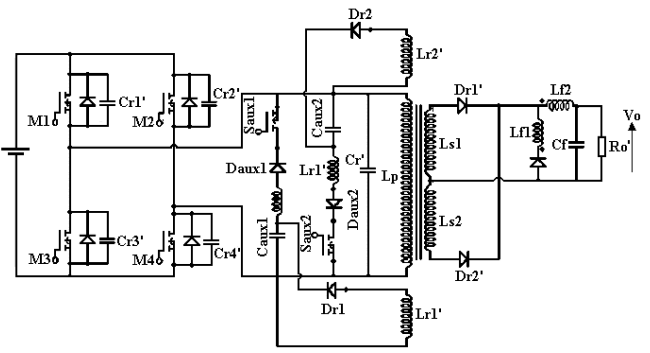 Dr2
Lr2'
Cr1'
Cr2'
M1
M2
Saux1
Caux2
Dr1'
Lf2
Vo
Lf1
Cf
Ro'
Ls1
Daux1
Lr1'
Cr'
Lp
Daux2
Ls2
Caux1
Saux2
Cr3'
Cr4'
M3
M4
Dr2'
Dr1
Lr1'